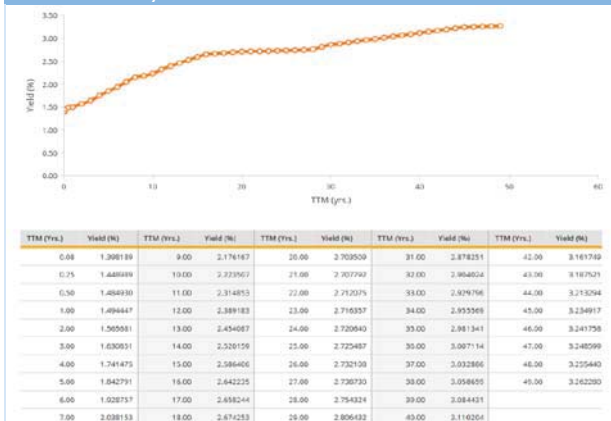 3.50
3.00
2.50
2.00
1.50
1.00
0.50
0.00
Yield (%)
0 10 20 30 40 50 60
TTM (yrs.)
TTM (Yrs.) Yield (%) TTM (Yrs.) Yield (%) TTM (Yrs.) Yield (%) TTM (Yrs.) Yield (%) TTM (Yrs.) Yield (%)
0.08 1.398189 9.00 2.176167 20.00 2.703509 31.00 2.878251 42.00 3.161749
0.25 1.448989 10.00 2.223567 21.00 2.707792 32.00 2.904024 43.00 3.187521
0.50 1.484930 11.00 2.314853 22.00 2.712075 33.00 2.929796 44.00 3.213294
1.00 1.494447 12.00 2.389183 23.00 2.716357 34.00 2.955569 45.00 3.234917
2.00 1.565661 13.00 2.454087 24.00 2.720640 35.00 2.981341 46.00 3.241758
3.00 1.630851 14.00 2.520159 25.00 2.725487 36.00 3.007114 47.00 3.248599
4.00 1.741475 15.00 2.586406 26.00 2.732108 37.00 3.032886 48.00 3.255440
5.00 1.842791 16.00 2.642235 27.00 2.738730 38.00 3.058659 49.00 3.262280
6.00 1.928757 17.00 2.658244 28.00 2.754324 39.00 3.084431
7.00 2.038153 18.00 2.674253 29.00 2.806432 40.00 3.110204